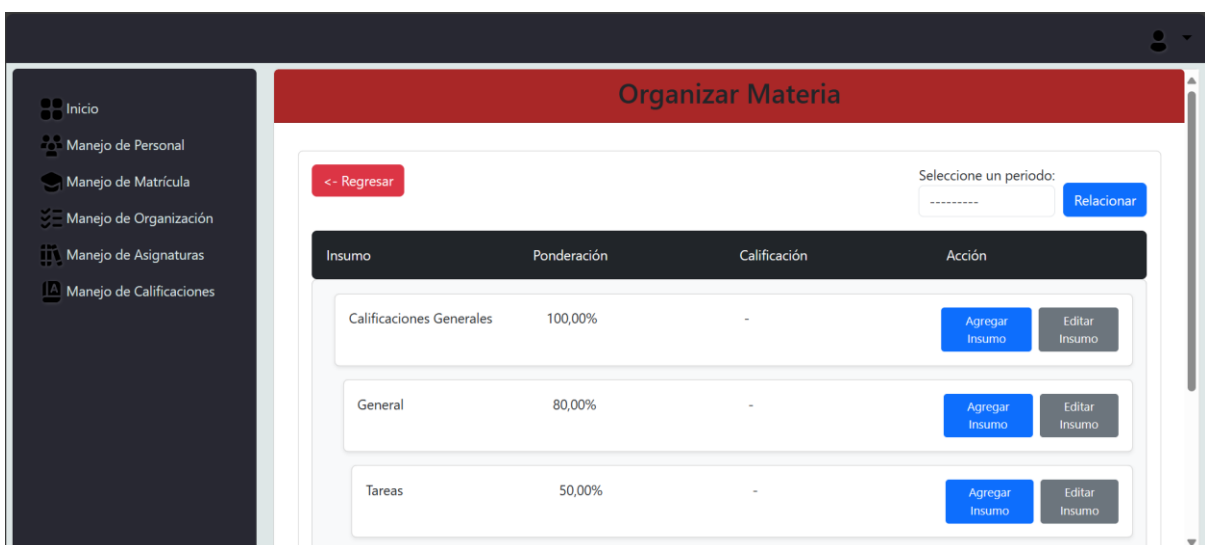 Organizar Materia
Inicio
Manejo de Personal
Manejo de Matrícula
Manejo de Organización
Manejo de Asignaturas
Manejo de Calificaciones
<- Regresar
Seleccione un periodo:
---------
Relacionar
Insumo Ponderación Calificación Acción
Calificaciones Generales 100,00% - Agregar Insumo Editar Insumo
General 80,00% - Agregar Insumo Editar Insumo
Tareas 50,00% - Agregar Insumo Editar Insumo